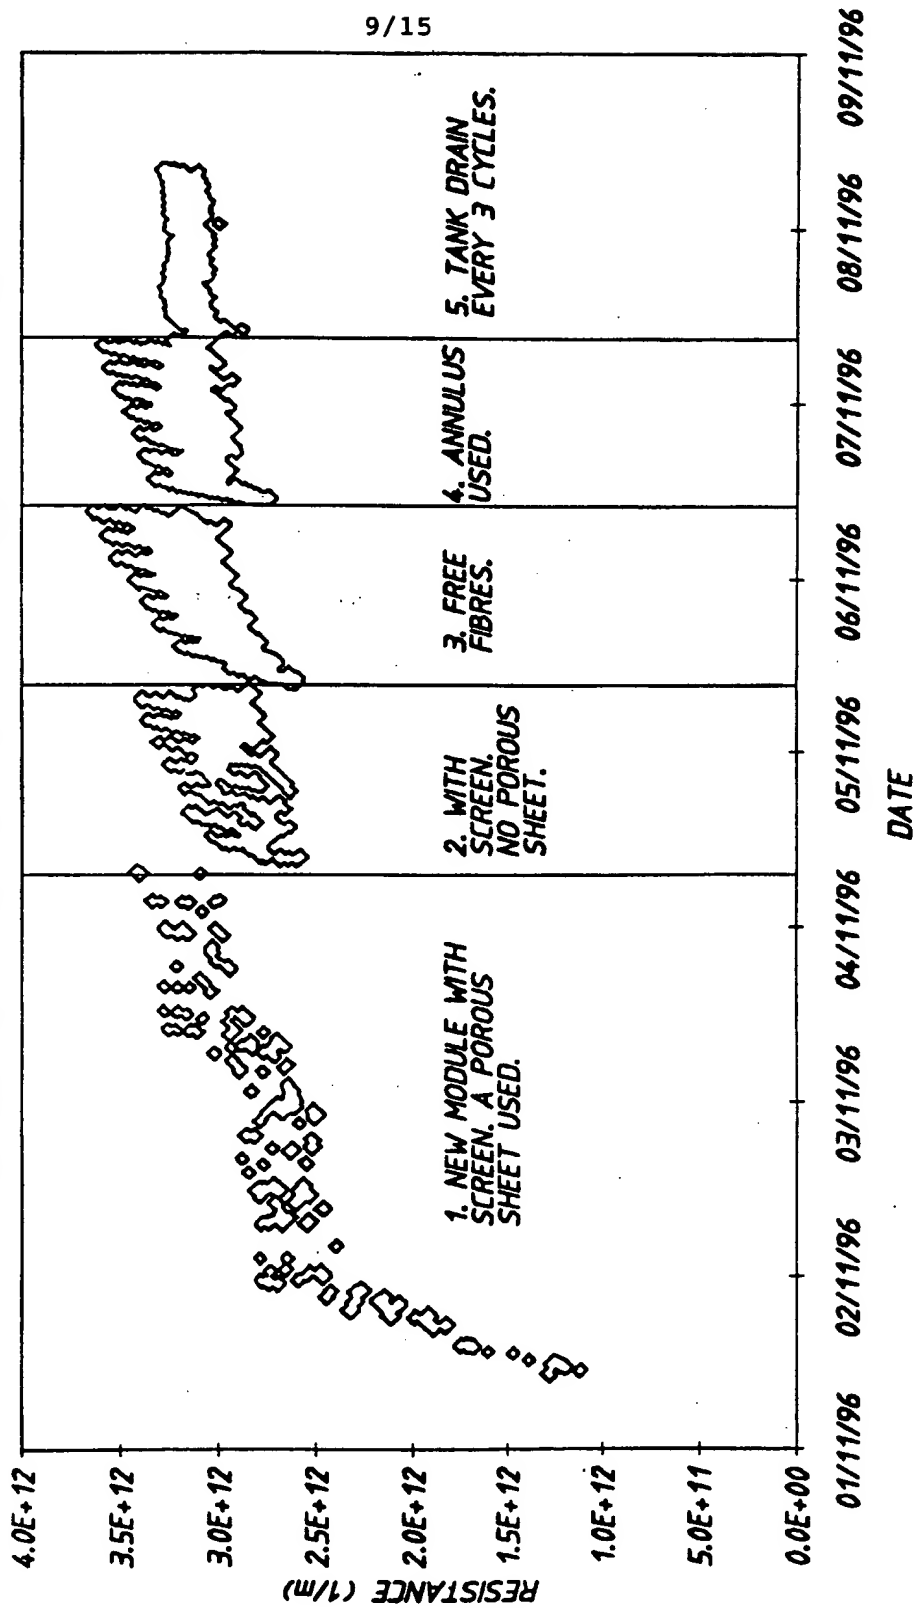 9/15
RESISTANCE (1/m)
4.0E+12
3.5E+12
3.0E+12
2.5E+12
1.5E+12
1.0E+12
5.0E+11
0.0E+00
1. NEW MODULE WITH
SCREEN. A POROUS
SHEET USED.
2. WITH
SCREEN.
NO POROUS
SHEET.
3. FREE
FIBRES.
4. ANNULUS
USED.
5. TANK DRAIN
EVERY 3 CYCLES.
01/11/96
02/11/96
03/11/96
04/11/96
05/11/96
06/11/96
07/11/96
08/11/96
09/11/96
DATE